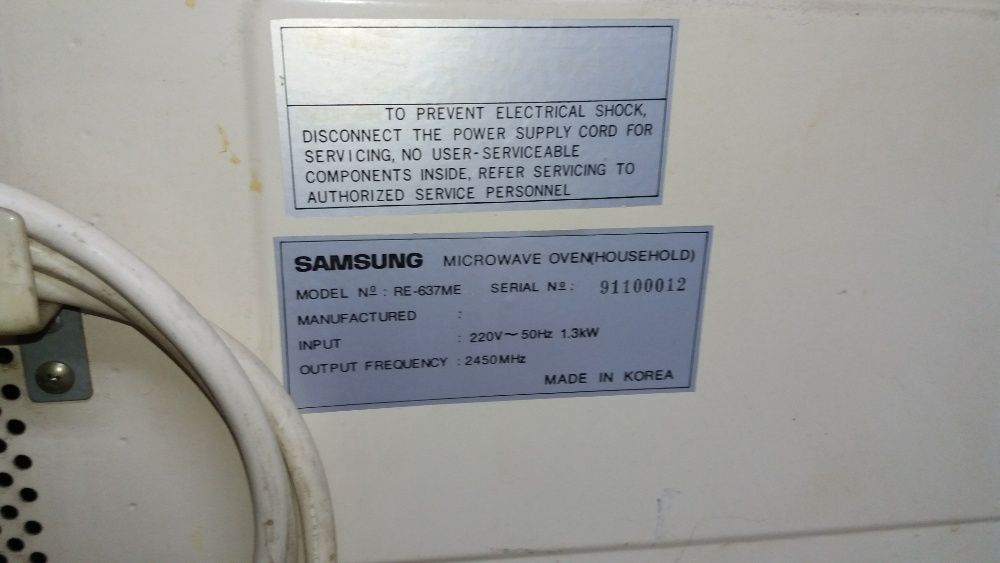 TO PREVENT ELECTRICAL SHOCK,
DISCONNECT THE POWER SUPPLY CORD FOR
SERVICING, NO USER-SERVICEABLE
COMPONENTS INSIDE, REFER SERVICING TO
AUTHORIZED SERVICE PERSONNEL
SAMSUNG MICROWAVE OVEN(HOUSEHOLD)
MODEL Nº : RE-637ME SERIAL Nº : 91100012
MANUFACTURED :
INPUT : 220V~50Hz 1.3kW
OUTPUT FREQUENCY : 2450MHz
MADE IN KOREA